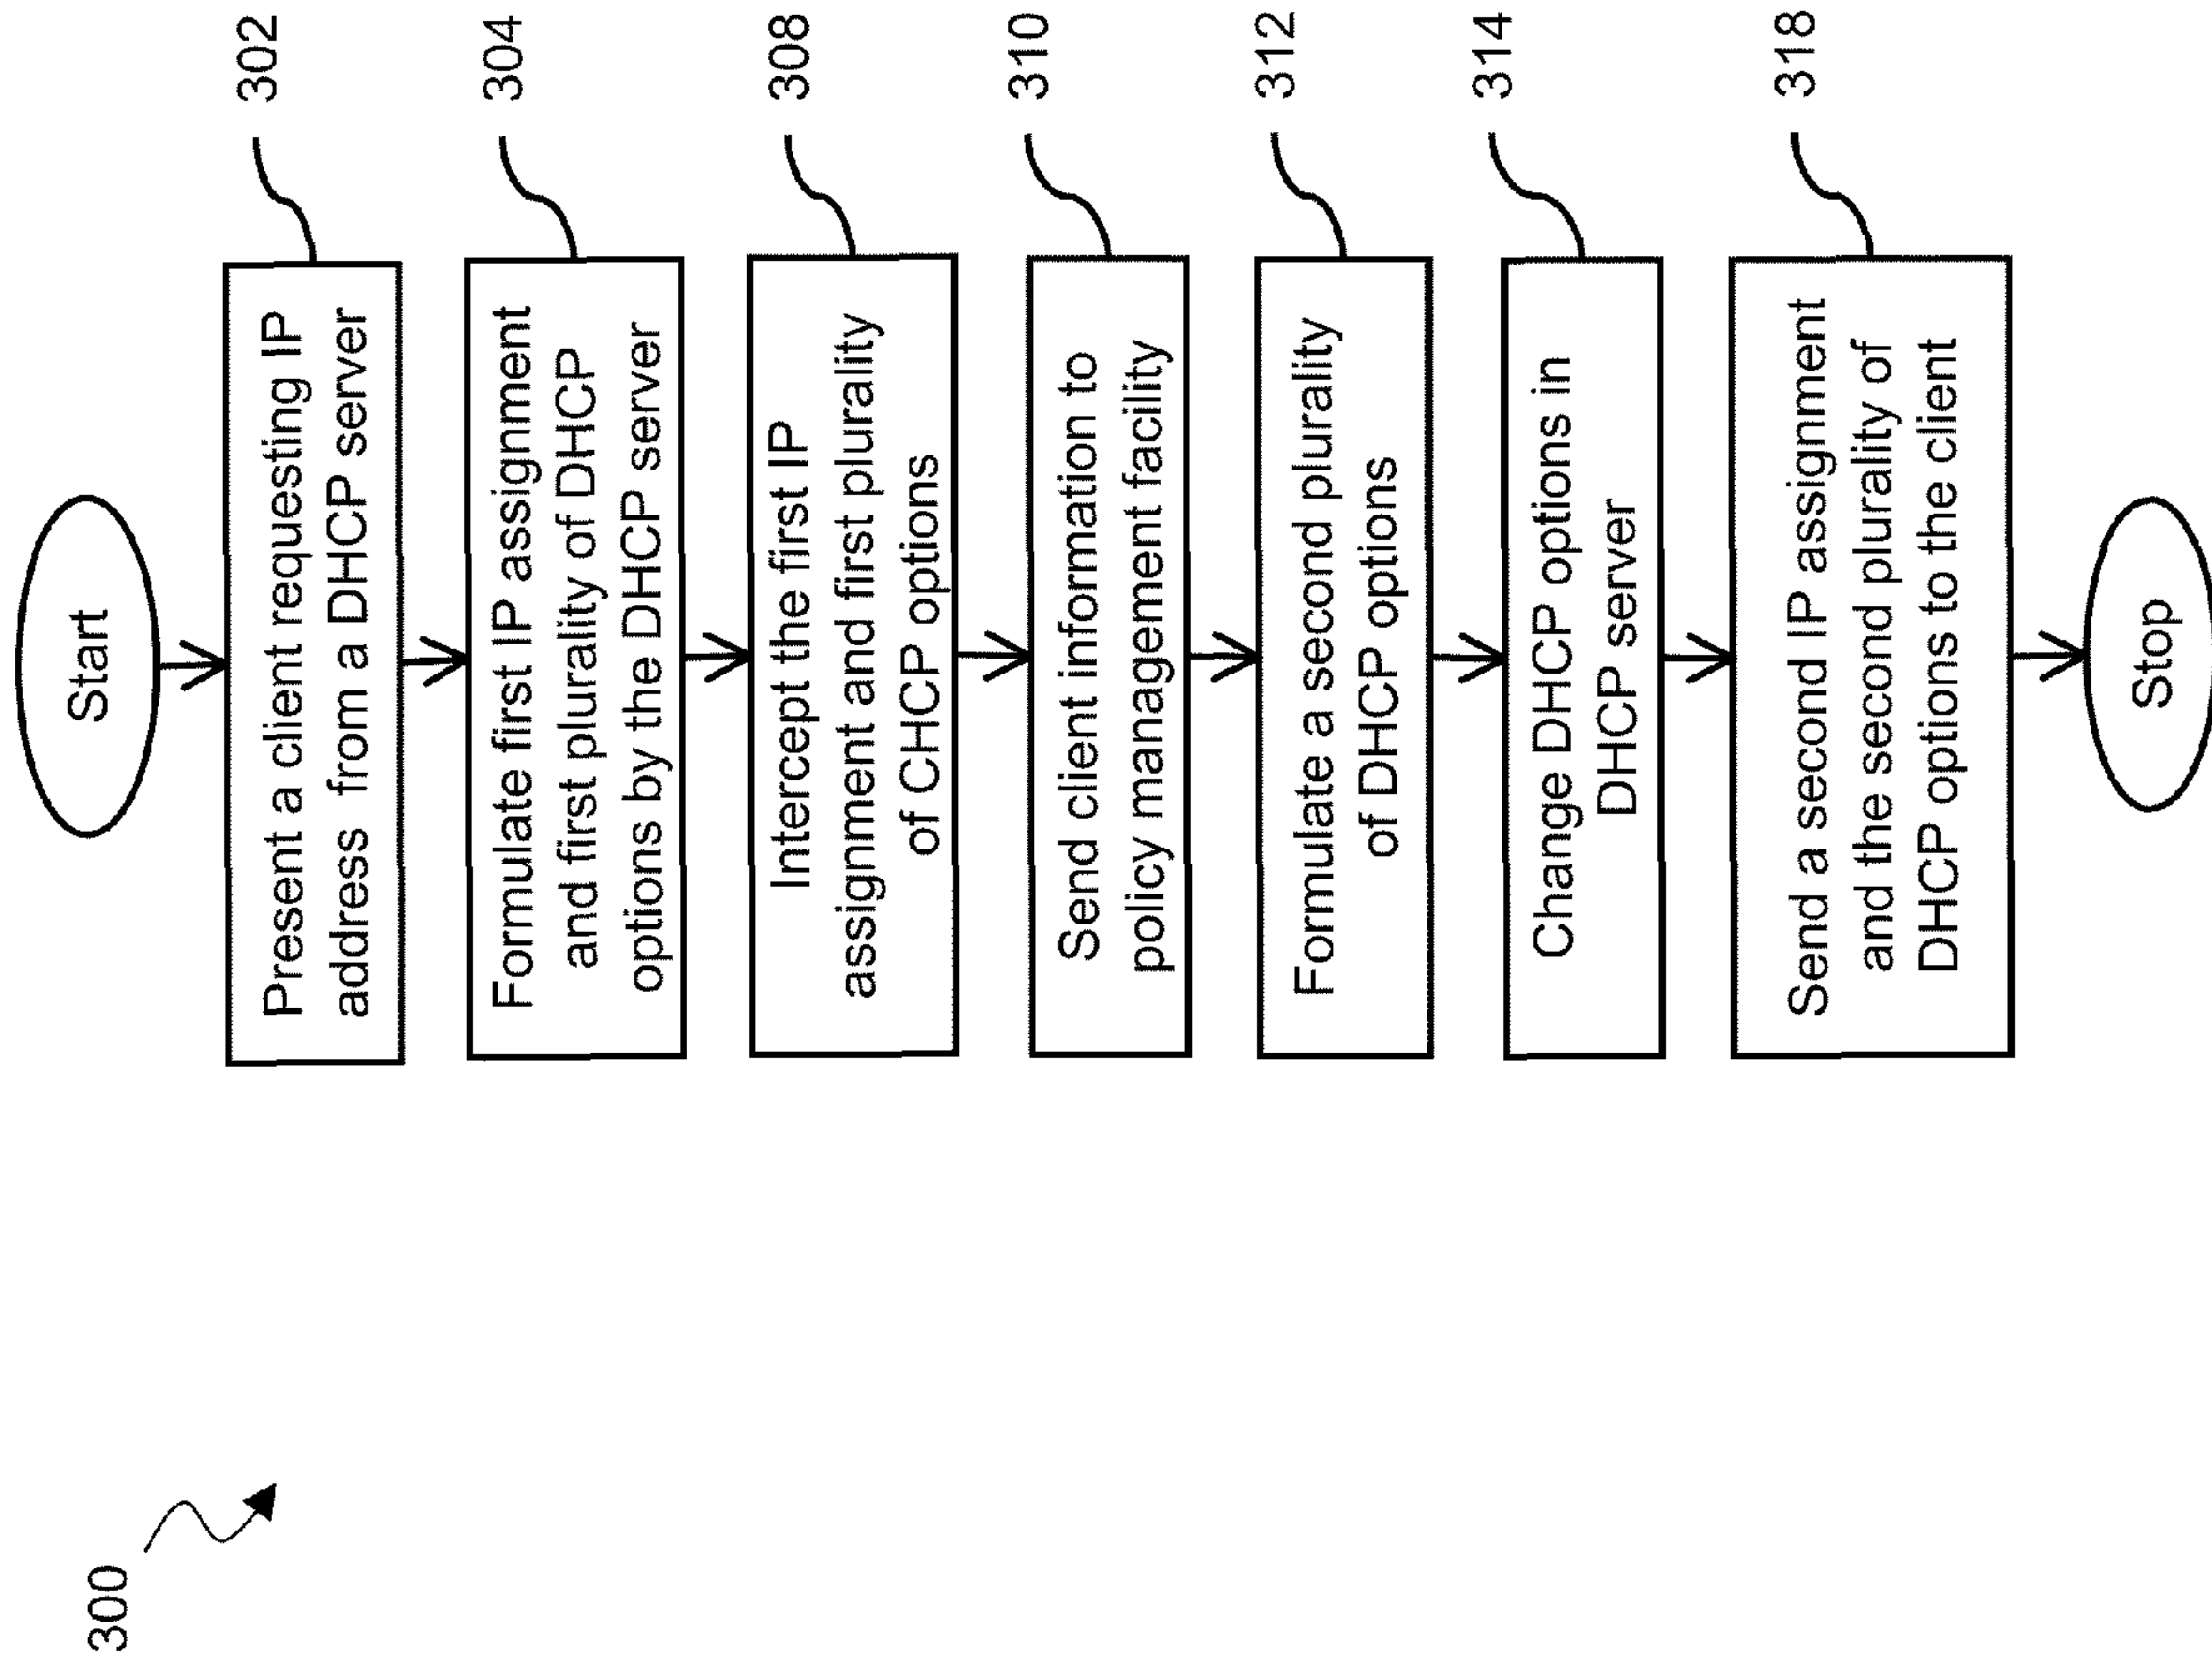 300
Start
Present a client requesting IP
address from a DHCP server
302
Formulate first IP assignment
and first plurality of DHCP
options by the DHCP server
304
Intercept the first IP
assignment and first plurality
of CHCP options
308
Send client information to
policy management facility
310
Formulate a second plurality
of DHCP options
312
Change DHCP options in
DHCP server
314
Send a second IP assignment
and the second plurality of
DHCP options to the client
318
Stop